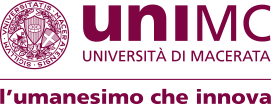 uniMC
UNIVERSITÀ DI MACERATA
l'umanesimo che innova